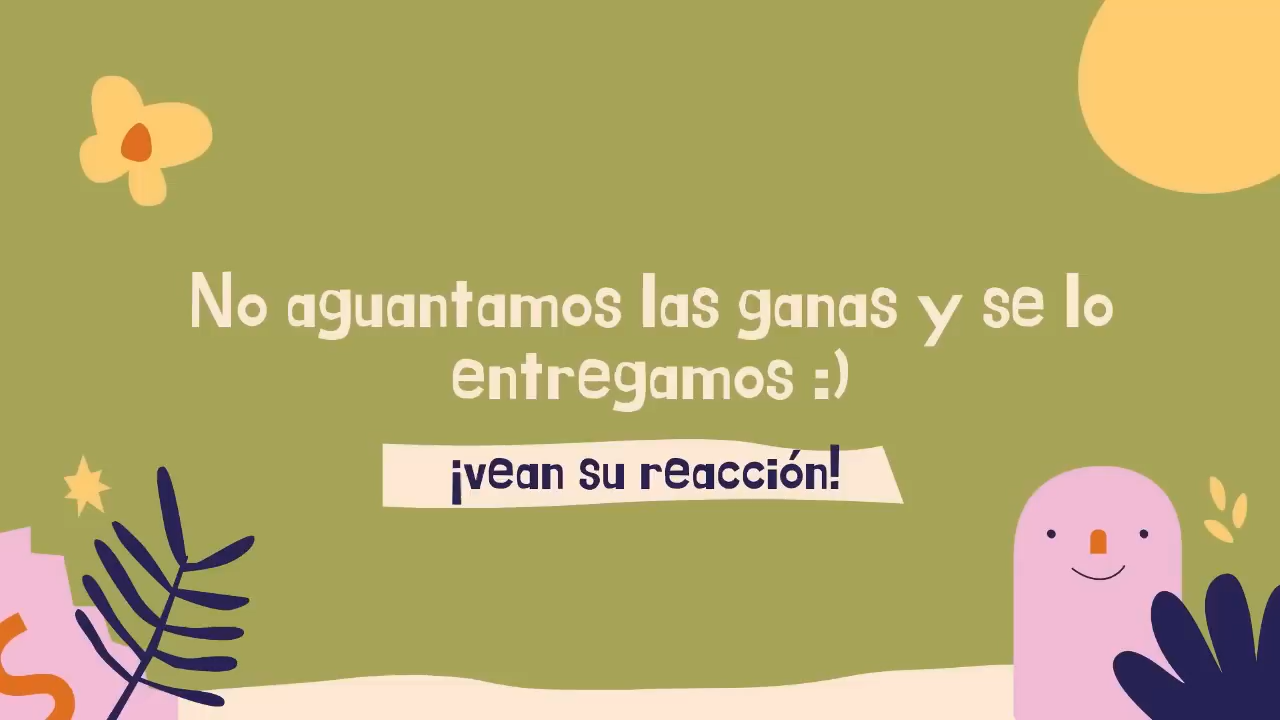 No aguantamos las ganas y se lo
entregamos :)
¡vean su reacción!